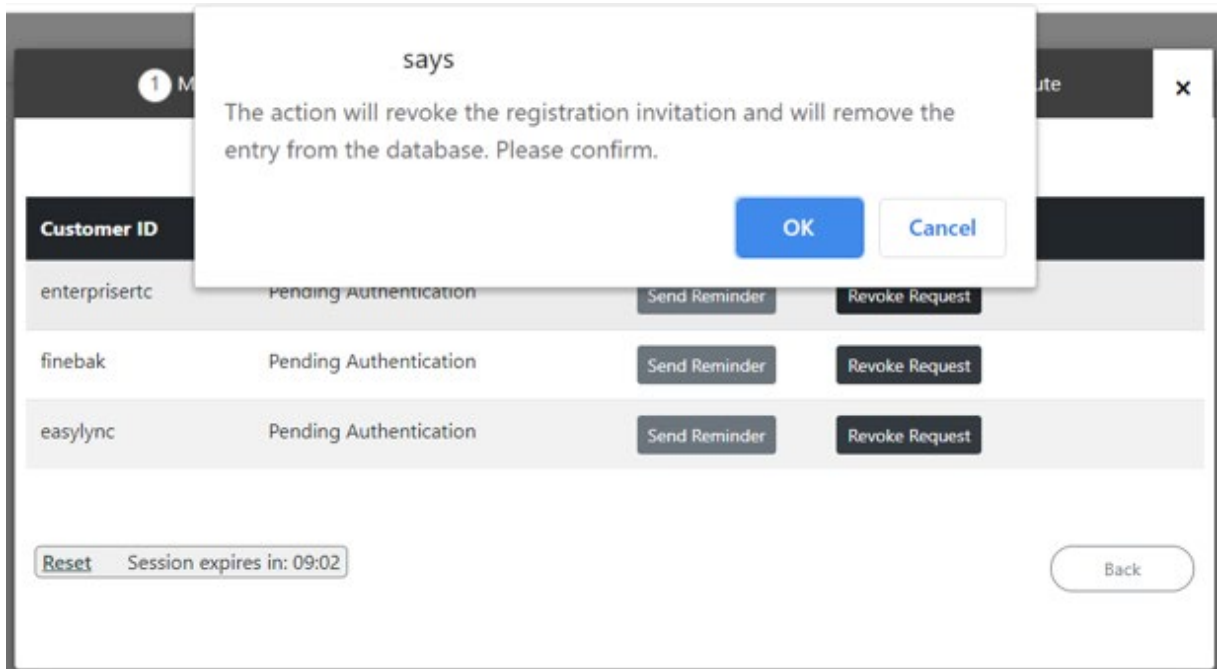 says
The action will revoke the registration invitation and will remove the
entry from the database. Please confirm.
OK Cancel
1 M ute ×
Customer ID
enterprisertc Pending Authentication Send Reminder Revoke Request
finebak Pending Authentication Send Reminder Revoke Request
easylync Pending Authentication Send Reminder Revoke Request
Reset Session expires in: 09:02
Back